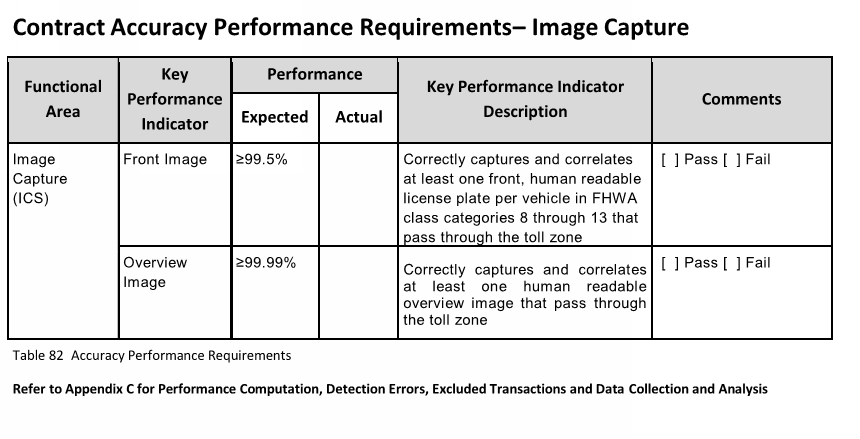 Contract Accuracy Performance Requirements– Image Capture
Functional
Area
Key
Performance
Indicator
Performance
Expected
Actual
Key Performance Indicator
Description
Comments
Image
Capture
(ICS)
Front Image
≥99.5%
Correctly captures and correlates
at least one front, human readable
license plate per vehicle in FHWA
class categories 8 through 13 that
pass through the toll zone
[ ] Pass [ ] Fail
Overview
Image
≥99.99%
Correctly captures and correlates
at least one human readable
overview image that pass through
the toll zone
[ ] Pass [ ] Fail
Table 82 Accuracy Performance Requirements
Refer to Appendix C for Performance Computation, Detection Errors, Excluded Transactions and Data Collection and Analysis